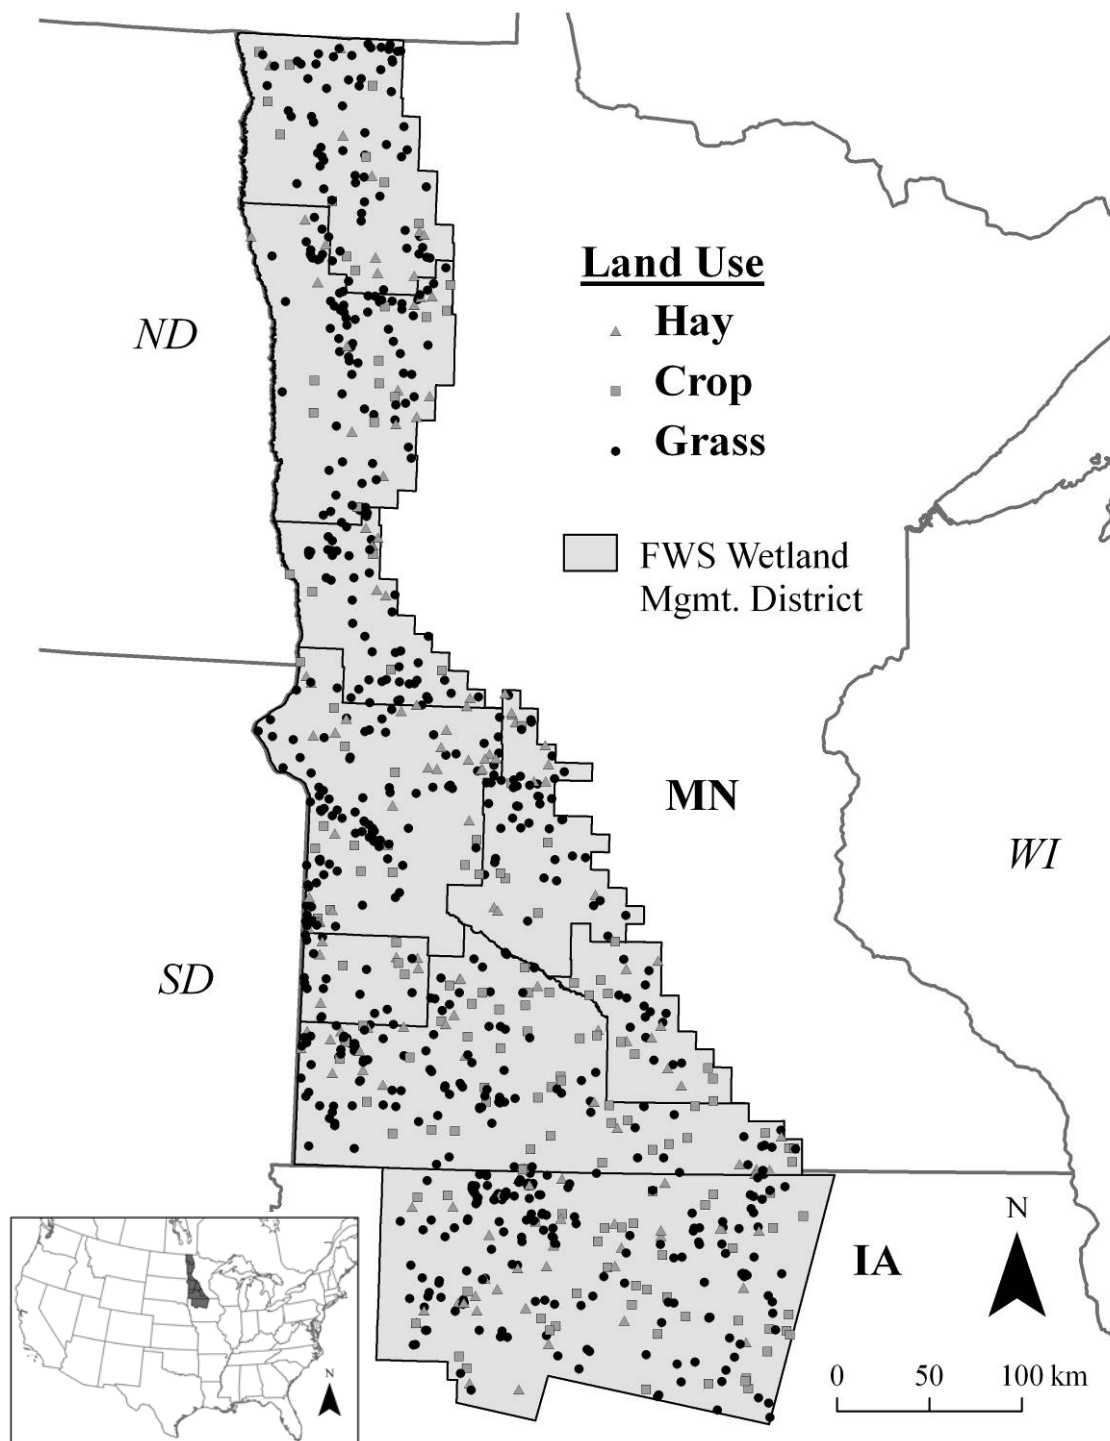 Land Use
Hay
ND
Crop
Grass
FWS Wetland
Mgmt. District
MN
WI
SD
N
IA
N
0 50 100 km